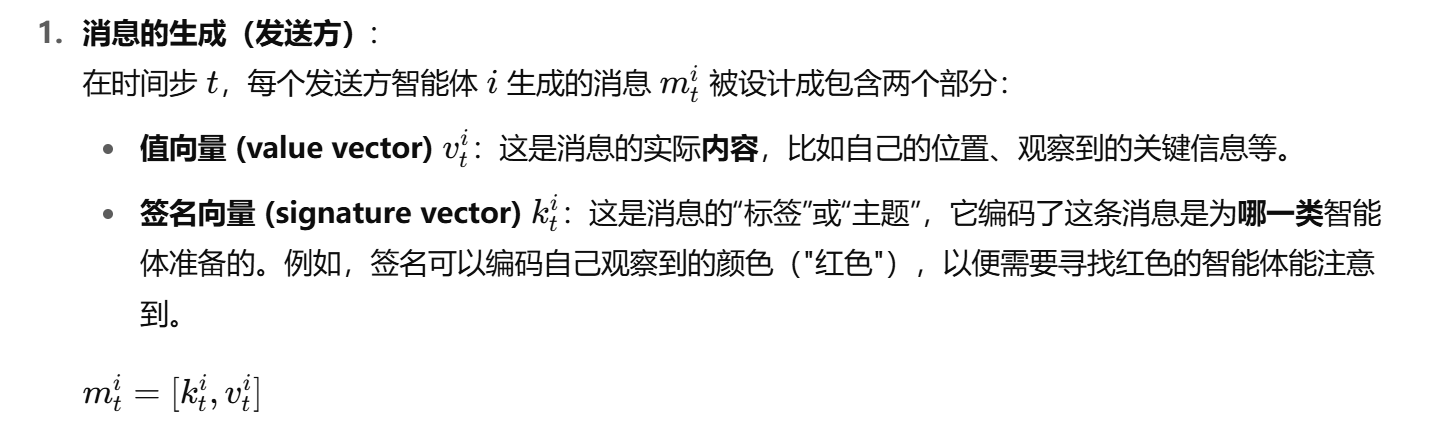 1. 消息的生成（发送方）：
在时间步 t，每个发送方智能体 i 生成的消息 m_t^i 被设计成包含两个部分：
• 值向量 (value vector) v_t^i：这是消息的实际内容，比如自己的位置、观察到的关键信息等。
• 签名向量 (signature vector) k_t^i：这是消息的“标签”或“主题”，它编码了这条消息是为哪一类智能
体准备的。例如，签名可以编码自己观察到的颜色（"红色"），以便需要寻找红色的智能体能注意
到。
m_t^i = [k_t^i, v_t^i]